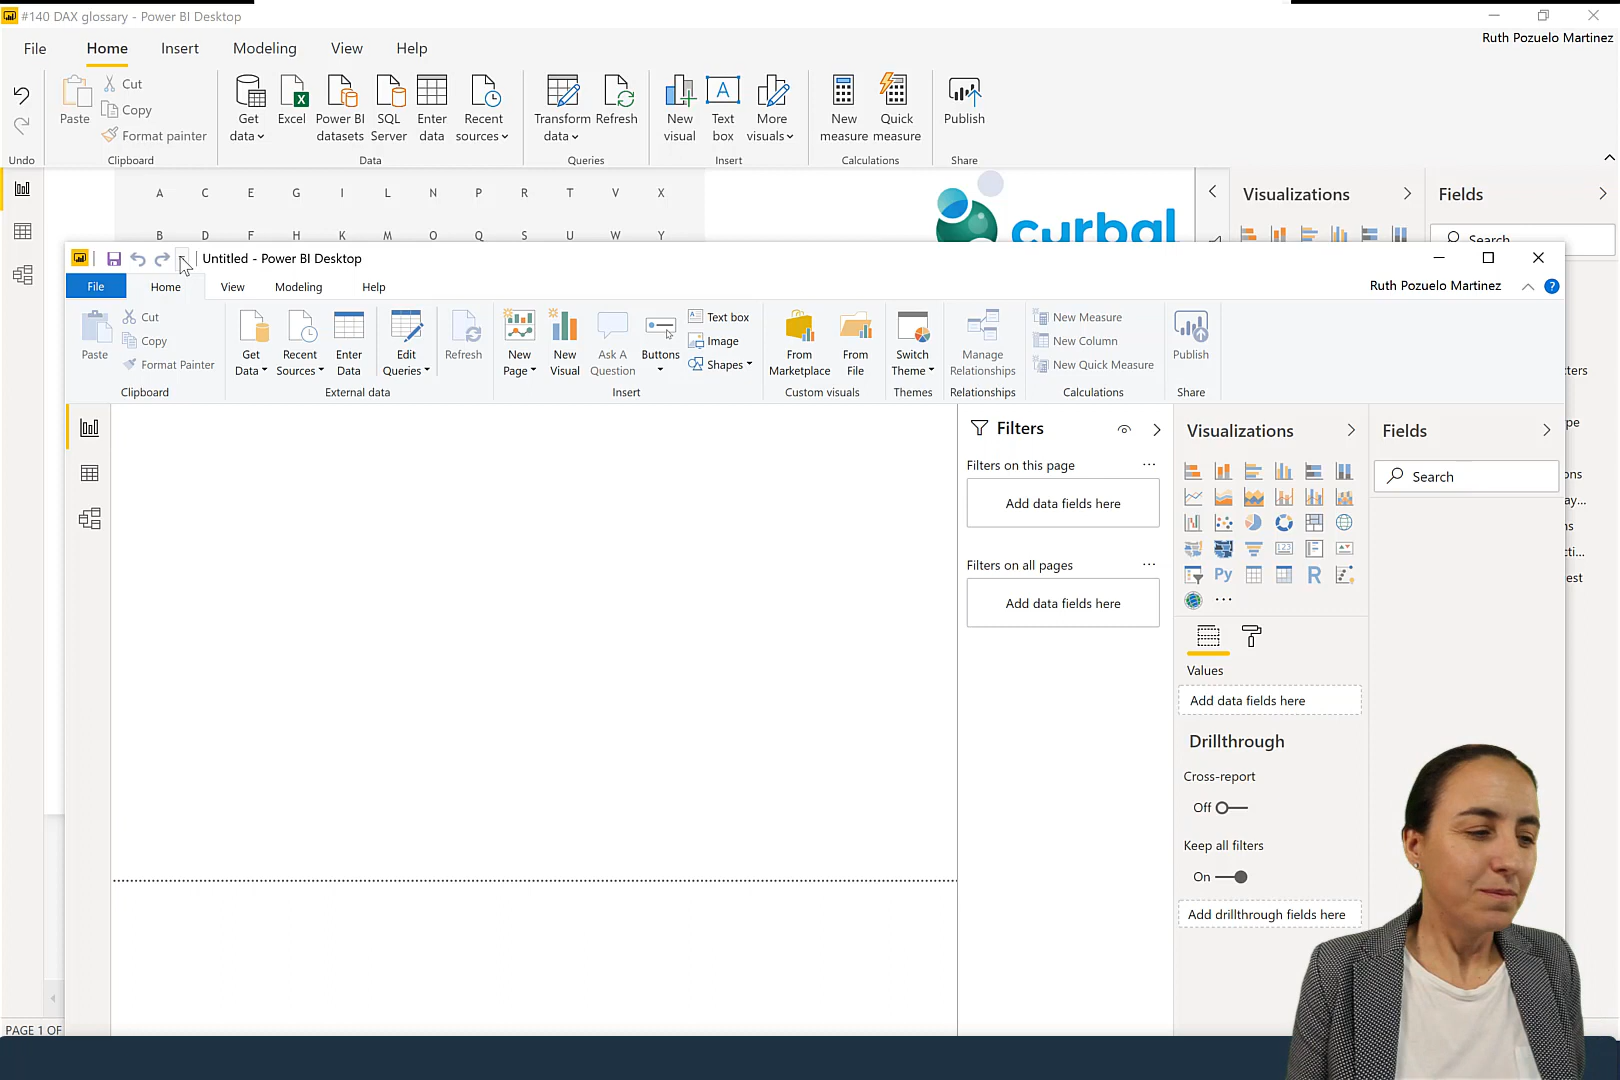 #140 DAX glossary - Power BI Desktop
Ruth Pozuelo Martinez
File Home Insert Modeling View Help
Paste
Cut
Copy
Format painter
Get data
Excel
Power BI datasets
SQL Server
Enter data
Recent sources
Transform data
Refresh
New visual
Text box
More visuals
New measure
Quick measure
Publish
Undo Clipboard Data Queries Insert Calculations Share
A C E G I L N P R T V X
B D F H K M O Q S U W Y
curbal
Visualizations
Fields
Search
Untitled - Power BI Desktop
File Home View Modeling Help
Ruth Pozuelo Martinez
Paste
Cut
Copy
Format Painter
Get Data
Recent Sources
Enter Data
Edit Queries
Refresh
New Page
New Visual
Ask A Question
Buttons
Text box
Image
Shapes
From Marketplace
From File
Switch Theme
Manage Relationships
New Measure
New Column
New Quick Measure
Publish
Clipboard External data Insert Custom visuals Themes Relationships Calculations Share
Filters
Filters on this page
Add data fields here
Filters on all pages
Add data fields here
Visualizations
Py
R
Values
Add data fields here
Drillthrough
Cross-report
Off
Keep all filters
On
Add drillthrough fields here
Fields
Search
ters
pe
ons
ay...
ns
cti...
est
PAGE 1 OF